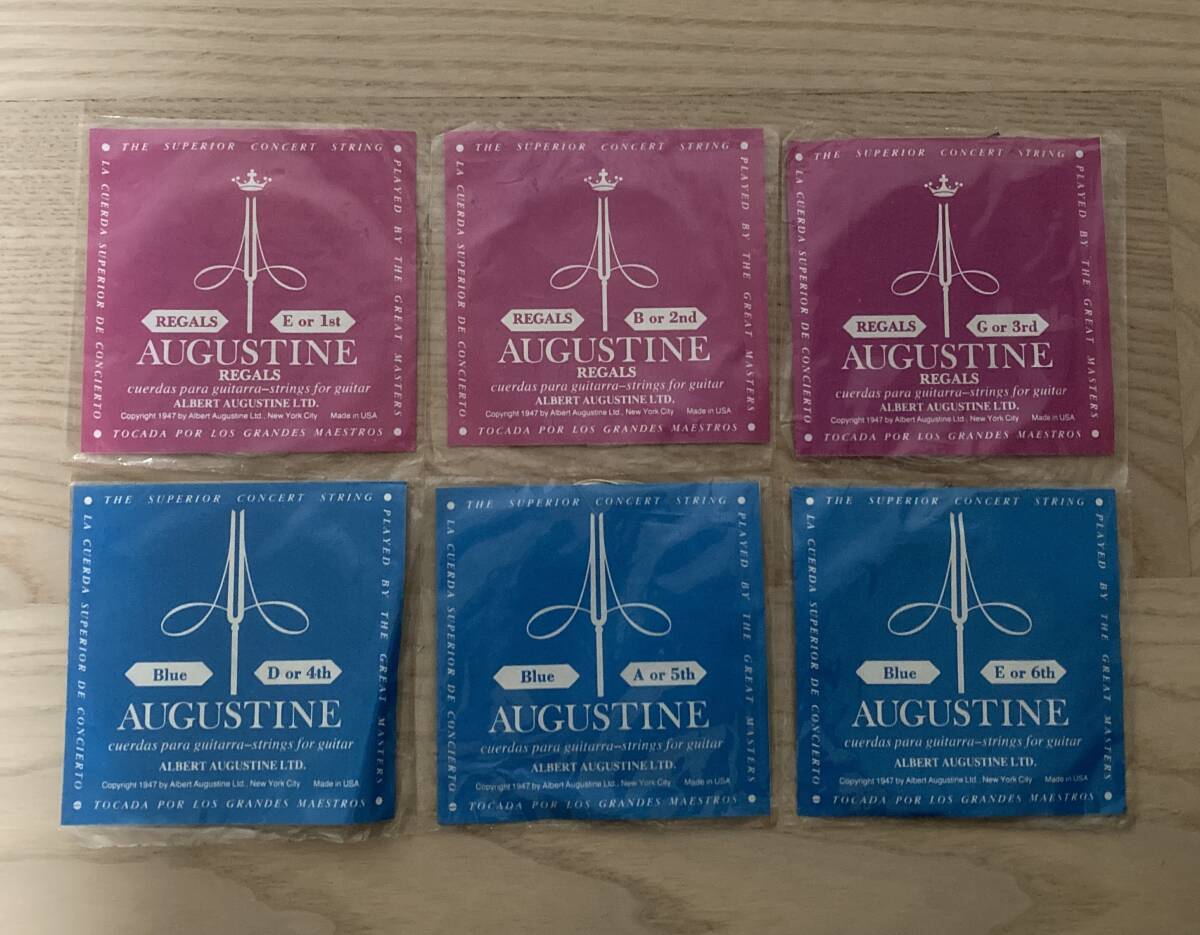 THE SUPERIOR CONCERT STRING
LA CUERDA SUPERIOR DE CONCIERTO
PLAYED BY THE GREAT MASTERS
REGALS
E or 1st
AUGUSTINE
REGALS
cuerdas para guitarra–strings for guitar
ALBERT AUGUSTINE LTD.
Copyright 1947 by Albert Augustine Ltd., New York City Made in USA
TOCADA POR LOS GRANDES MAESTROS
THE SUPERIOR CONCERT STRING
LA CUERDA SUPERIOR DE CONCIERTO
PLAYED BY THE GREAT MASTERS
REGALS
B or 2nd
AUGUSTINE
REGALS
cuerdas para guitarra–strings for guitar
ALBERT AUGUSTINE LTD.
Copyright 1947 by Albert Augustine Ltd., New York City Made in USA
TOCADA POR LOS GRANDES MAESTROS
THE SUPERIOR CONCERT STRING
LA CUERDA SUPERIOR DE CONCIERTO
PLAYED BY THE GREAT MASTERS
REGALS
G or 3rd
AUGUSTINE
REGALS
cuerdas para guitarra–strings for guitar
ALBERT AUGUSTINE LTD.
Copyright 1947 by Albert Augustine Ltd., New York City Made in USA
TOCADA POR LOS GRANDES MAESTROS
THE SUPERIOR CONCERT STRING
LA CUERDA SUPERIOR DE CONCIERTO
PLAYED BY THE GREAT MASTERS
Blue
D or 4th
AUGUSTINE
cuerdas para guitarra–strings for guitar
ALBERT AUGUSTINE LTD.
Copyright 1947 by Albert Augustine Ltd., New York City Made in USA
TOCADA POR LOS GRANDES MAESTROS
THE SUPERIOR CONCERT STRING
LA CUERDA SUPERIOR DE CONCIERTO
PLAYED BY THE GREAT MASTERS
Blue
A or 5th
AUGUSTINE
cuerdas para guitarra–strings for guitar
ALBERT AUGUSTINE LTD.
Copyright 1947 by Albert Augustine Ltd., New York City Made in USA
TOCADA POR LOS GRANDES MAESTROS
THE SUPERIOR CONCERT STRING
LA CUERDA SUPERIOR DE CONCIERTO
PLAYED BY THE GREAT MASTERS
Blue
E or 6th
AUGUSTINE
cuerdas para guitarra–strings for guitar
ALBERT AUGUSTINE LTD.
Copyright 1947 by Albert Augustine Ltd., New York City Made in USA
TOCADA POR LOS GRANDES MAESTROS